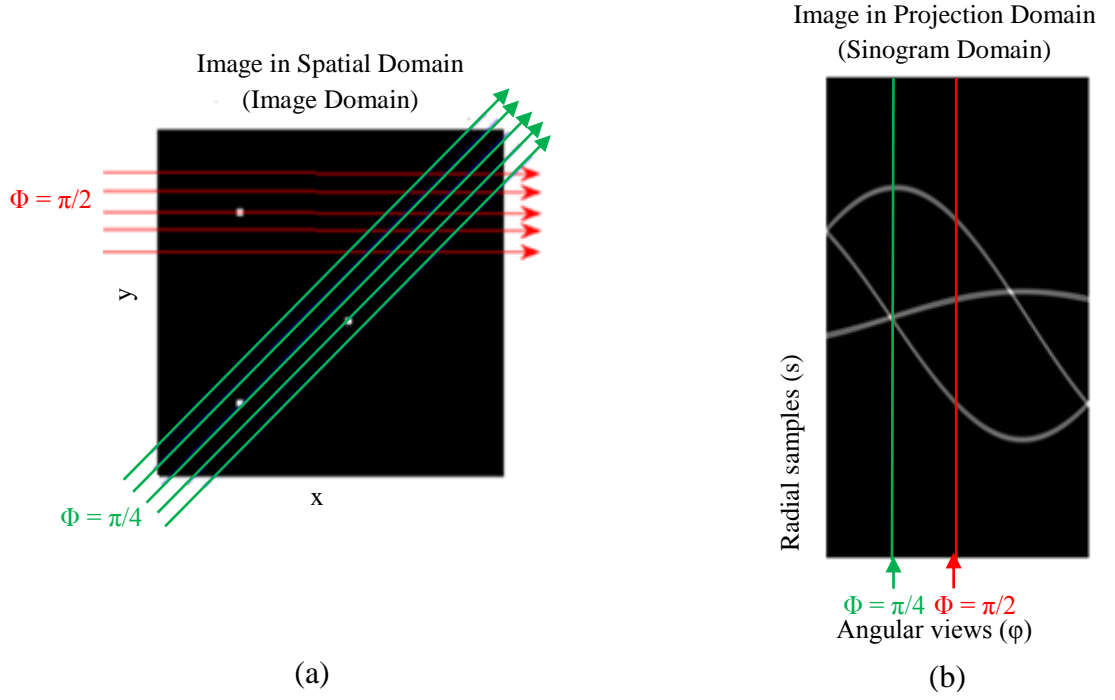 Image in Spatial Domain
(Image Domain)
Φ = π/2
y
x
Φ = π/4
(a)
Image in Projection Domain
(Sinogram Domain)
Radial samples (s)
Φ = π/4
Φ = π/2
Angular views (φ)
(b)